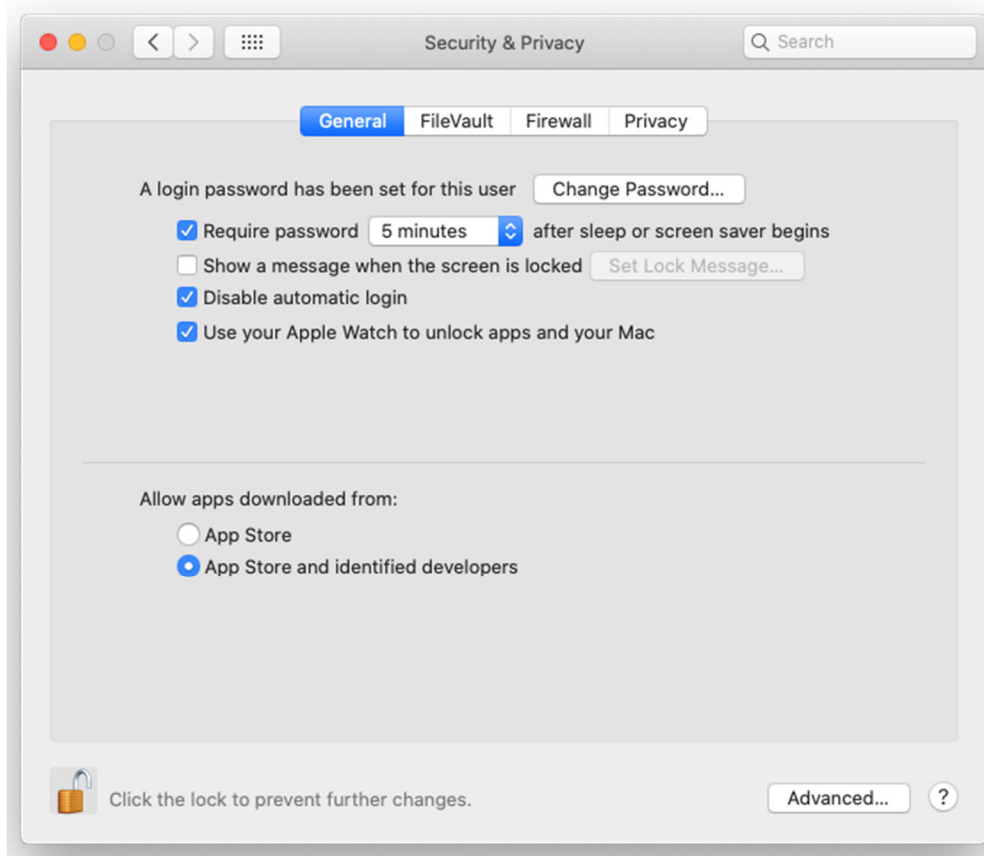 Security & Privacy
Search
General FileVault Firewall Privacy
A login password has been set for this user Change Password...
Require password 5 minutes after sleep or screen saver begins
Show a message when the screen is locked Set Lock Message...
Disable automatic login
Use your Apple Watch to unlock apps and your Mac
Allow apps downloaded from:
App Store
App Store and identified developers
Click the lock to prevent further changes.
Advanced... ?